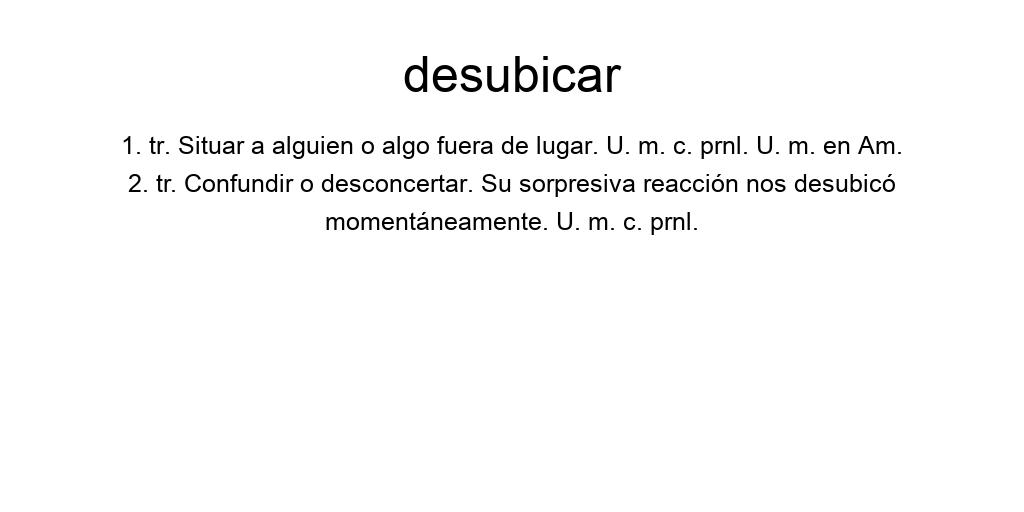 desubicar
1. tr. Situar a alguien o algo fuera de lugar. U. m. c. prnl. U. m. en Am.
2. tr. Confundir o desconcertar. Su sorpresiva reacción nos desubicó
momentáneamente. U. m. c. prnl.